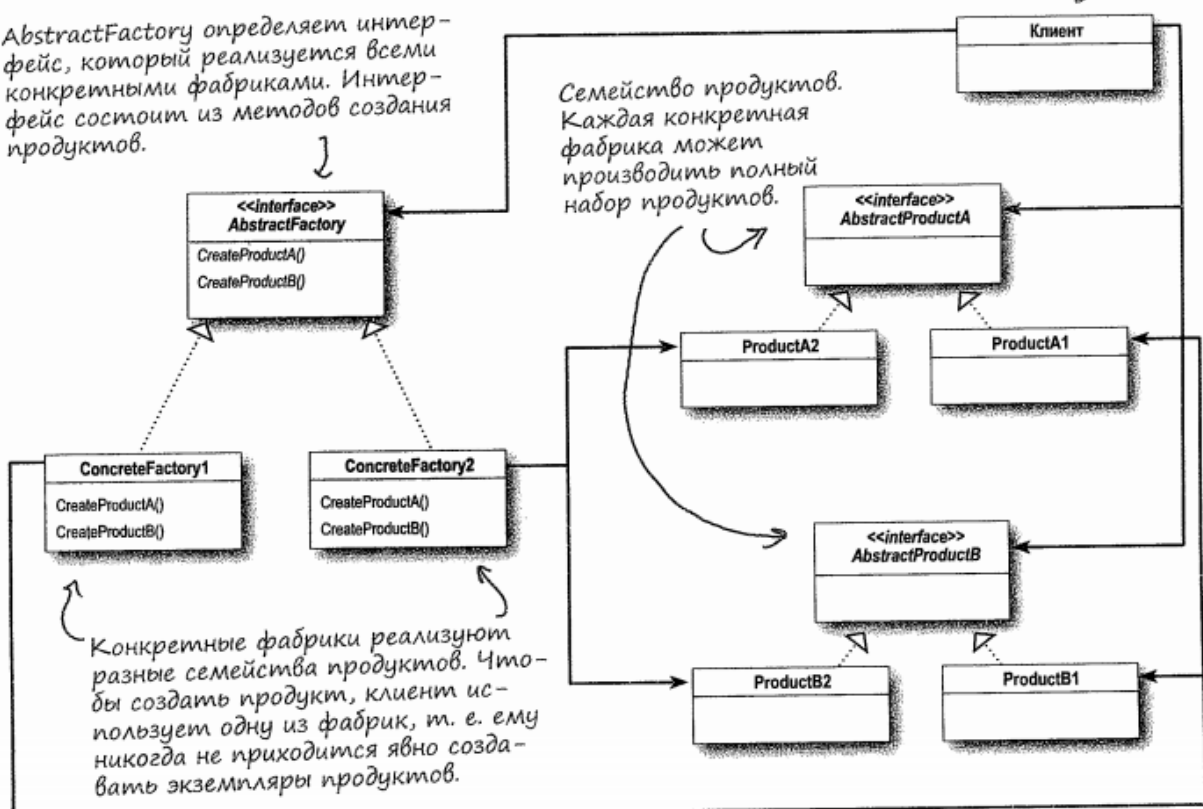 AbstractFactory определяет интер-
фейс, который реализуется всеми
конкретными фабриками. Интер-
фейс состоит из методов создания
продуктов.
Клиент
Семейство продуктов.
Каждая конкретная
фабрика может
производить полный
набор продуктов.
<<interface>>
AbstractFactory
CreateProductA()
CreateProductB()
<<interface>>
AbstractProductA
ProductA2
ProductA1
ConcreteFactory1
CreateProductA()
CreateProductB()
ConcreteFactory2
CreateProductA()
CreateProductB()
<<interface>>
AbstractProductB
ProductB2
ProductB1
Конкретные фабрики реализуют
разные семейства продуктов. Что-
бы создать продукт, клиент ис-
пользует одну из фабрик, т. е. ему
никогда не приходится явно созда-
вать экземпляры продуктов.